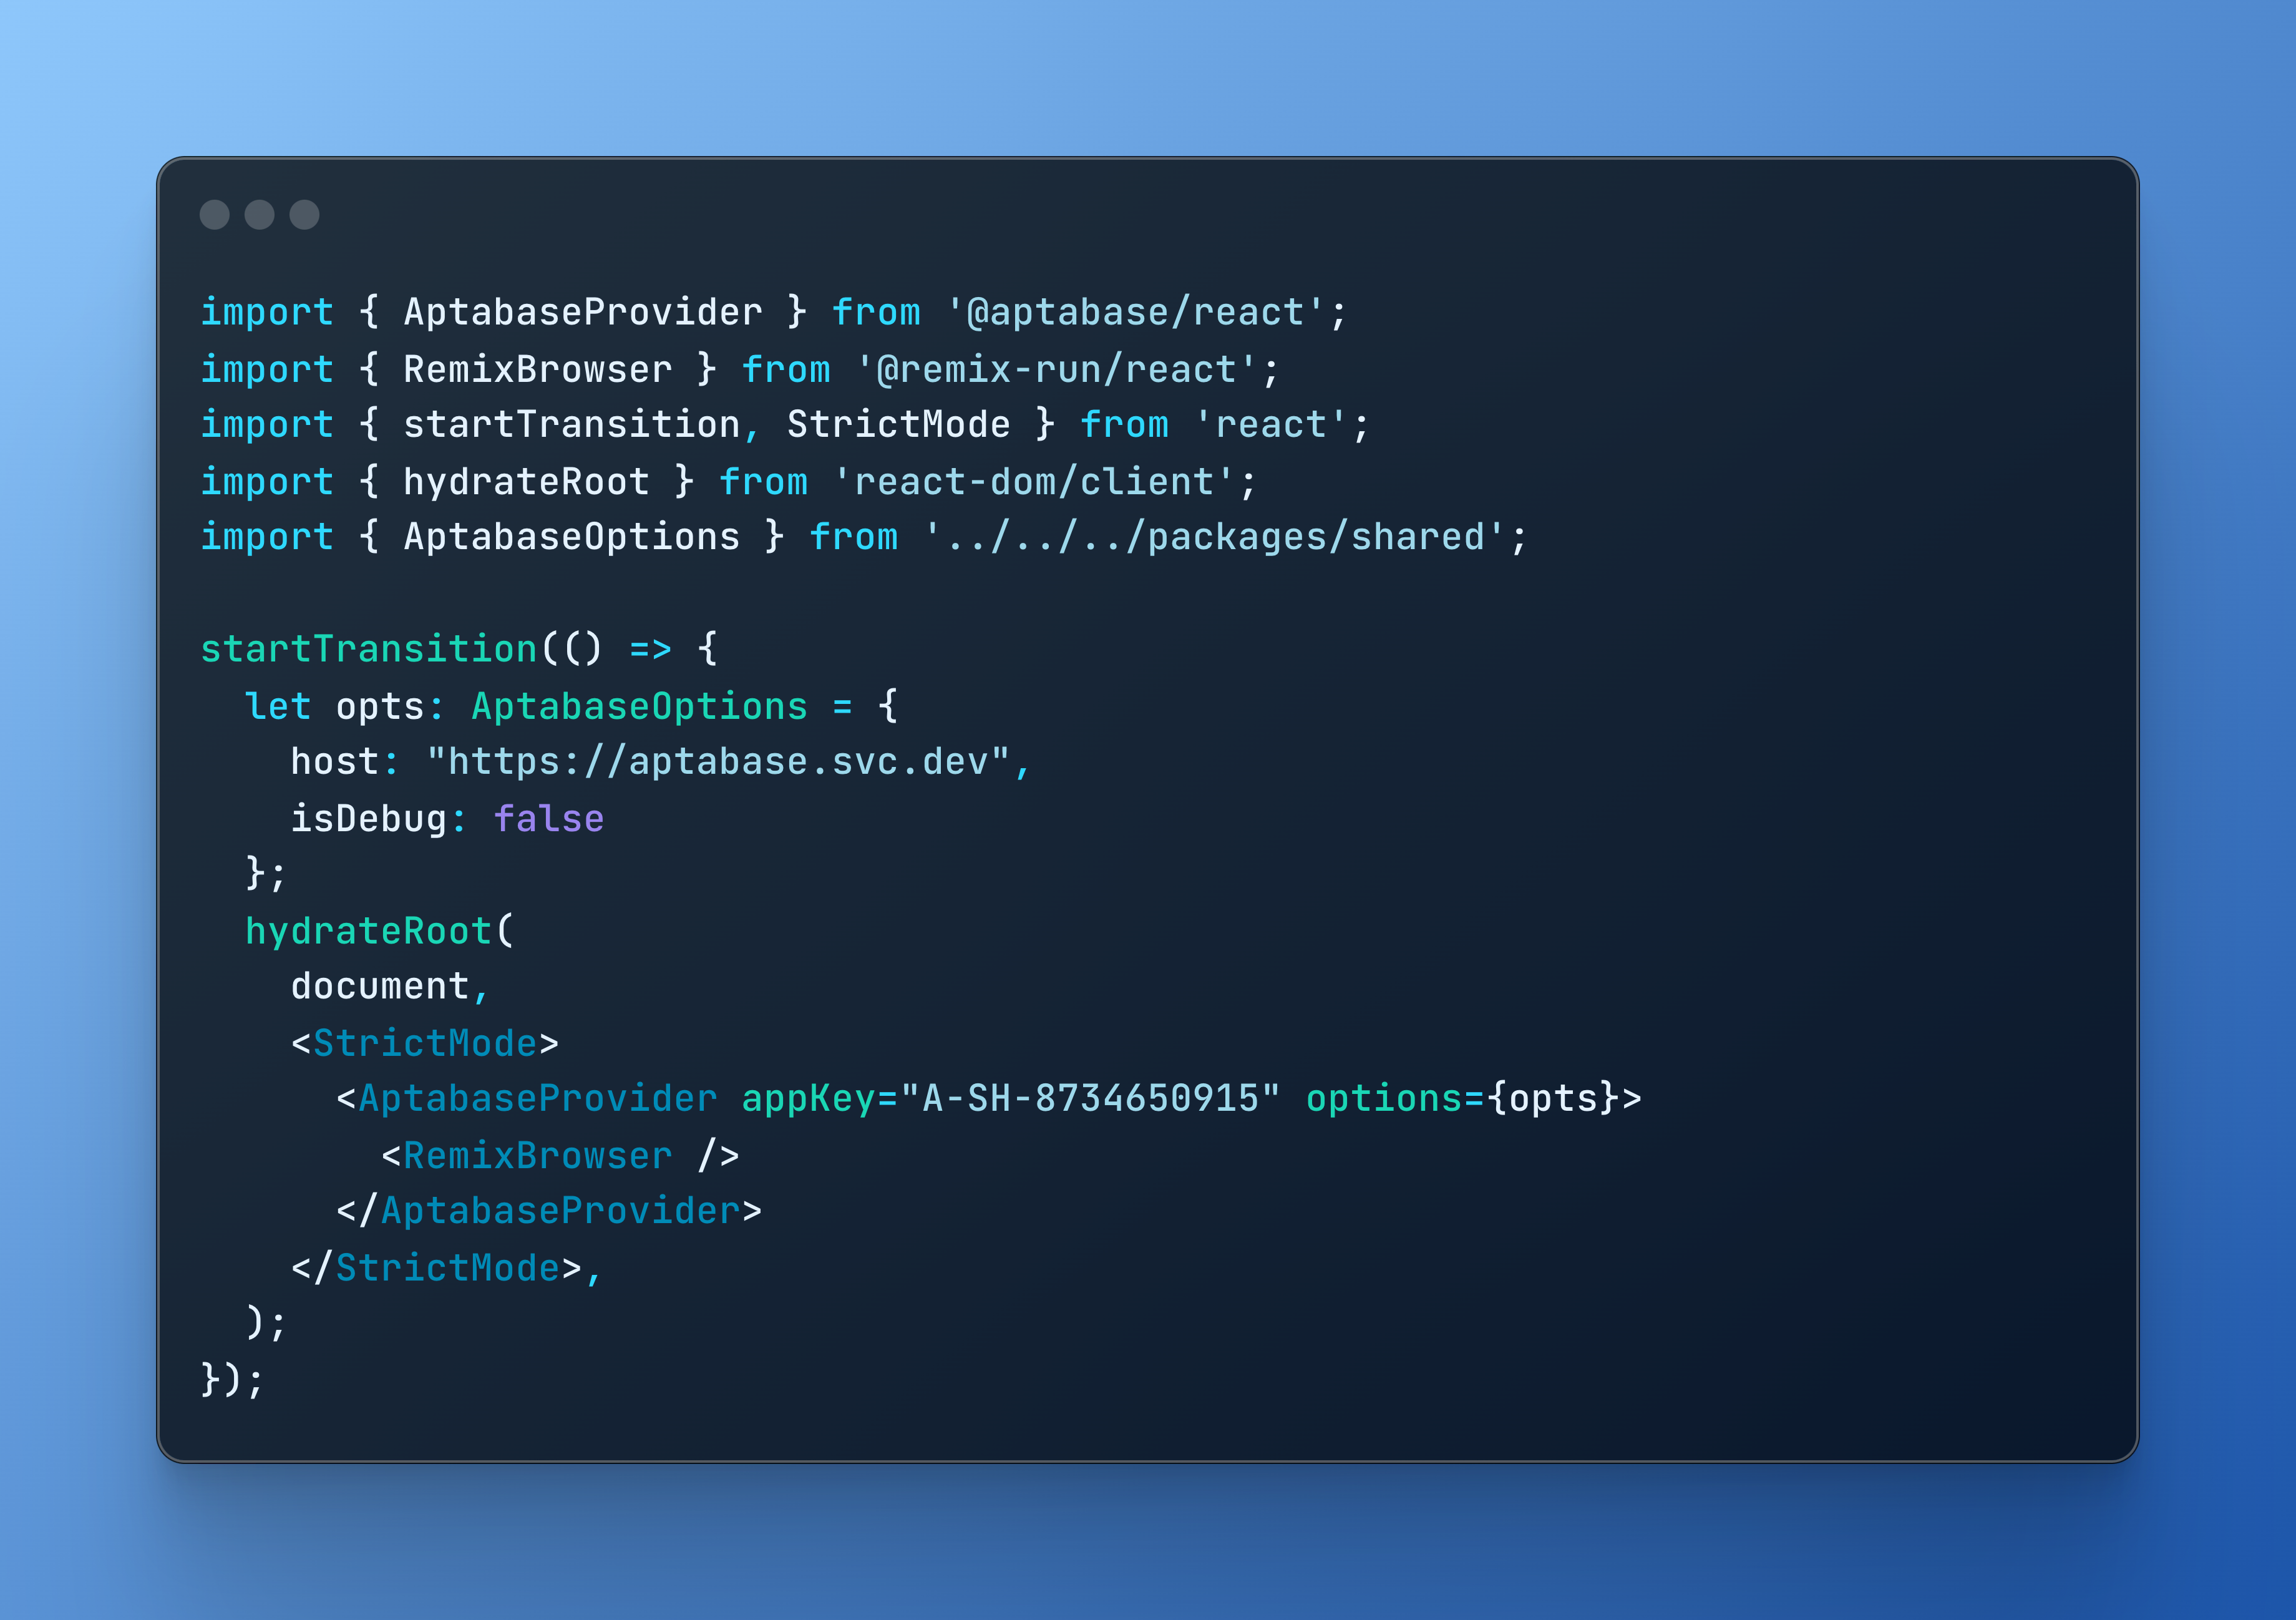 import { AptabaseProvider } from '@aptabase/react';
import { RemixBrowser } from '@remix-run/react';
import { startTransition, StrictMode } from 'react';
import { hydrateRoot } from 'react-dom/client';
import { AptabaseOptions } from '../../../packages/shared';

startTransition(() => {
  let opts: AptabaseOptions = {
    host: "https://aptabase.svc.dev",
    isDebug: false
  };
  hydrateRoot(
    document,
    <StrictMode>
      <AptabaseProvider appKey="A-SH-8734650915" options={opts}>
        <RemixBrowser />
      </AptabaseProvider>
    </StrictMode>,
  );
});